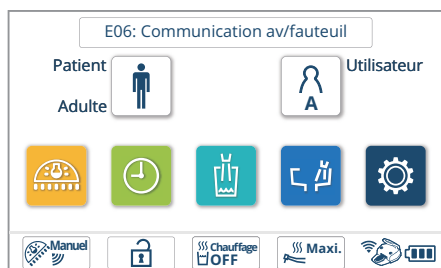 E06: Communication av/fauteuil
Patient
Utilisateur
Adulte
A
Manuel
Chauffage
OFF
Maxi.